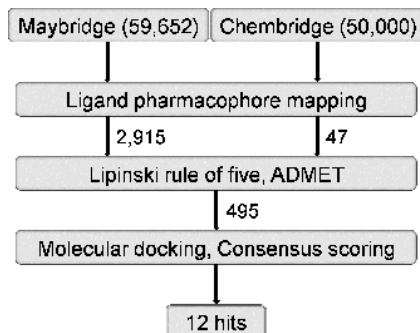 Maybridge (59,652) Chembridge (50,000)
Ligand pharmacophore mapping
2,915 47
Lipinski rule of five, ADMET
495
Molecular docking, Consensus scoring
12 hits